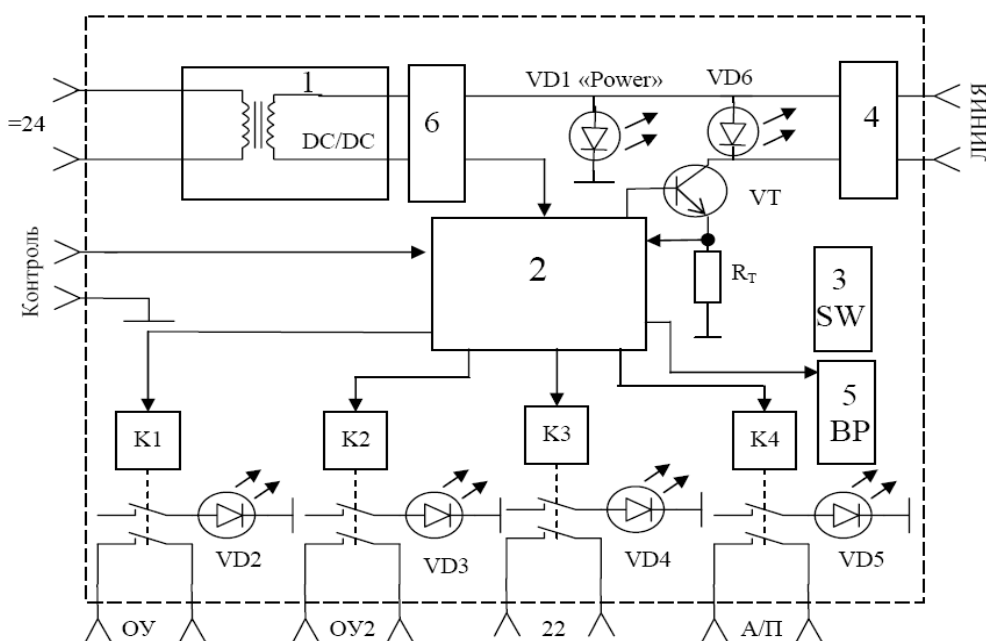 1
VD1 «Power»
VD6
=24
DC/DC
6
4
ЛИНИЯ
VT
Контроль
2
RТ
3
SW
5
BP
K1
K2
K3
K4
VD2
VD3
VD4
VD5
ОУ
ОУ2
22
А/П